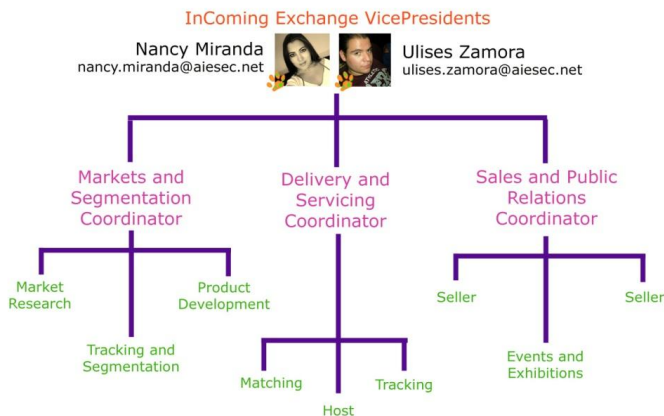 InComing Exchange VicePresidents
Nancy Miranda
nancy.miranda@aiesec.net
Ulises Zamora
ulises.zamora@aiesec.net
Markets and
Segmentation
Coordinator
Delivery and
Servicing
Coordinator
Sales and Public
Relations
Coordinator
Market
Research
Product
Development
Tracking and
Segmentation
Matching
Host
Tracking
Seller
Events and
Exhibitions
Seller